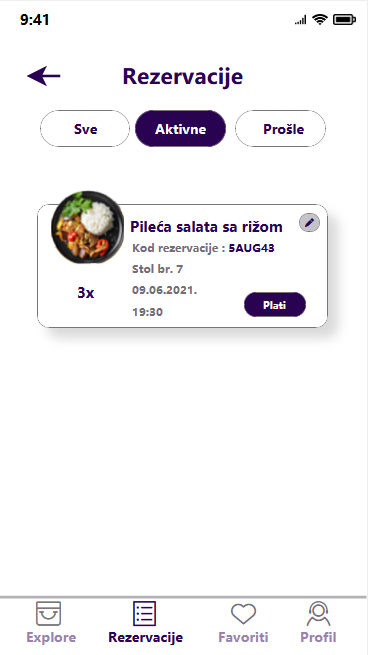 9:41
Rezervacije
Sve Aktivne Prošle
Pileća salata sa rižom
Kod rezervacije : 5AUG43
Stol br. 7
3x 09.06.2021.
19:30 Plati
Explore Rezervacije Favoriti Profil